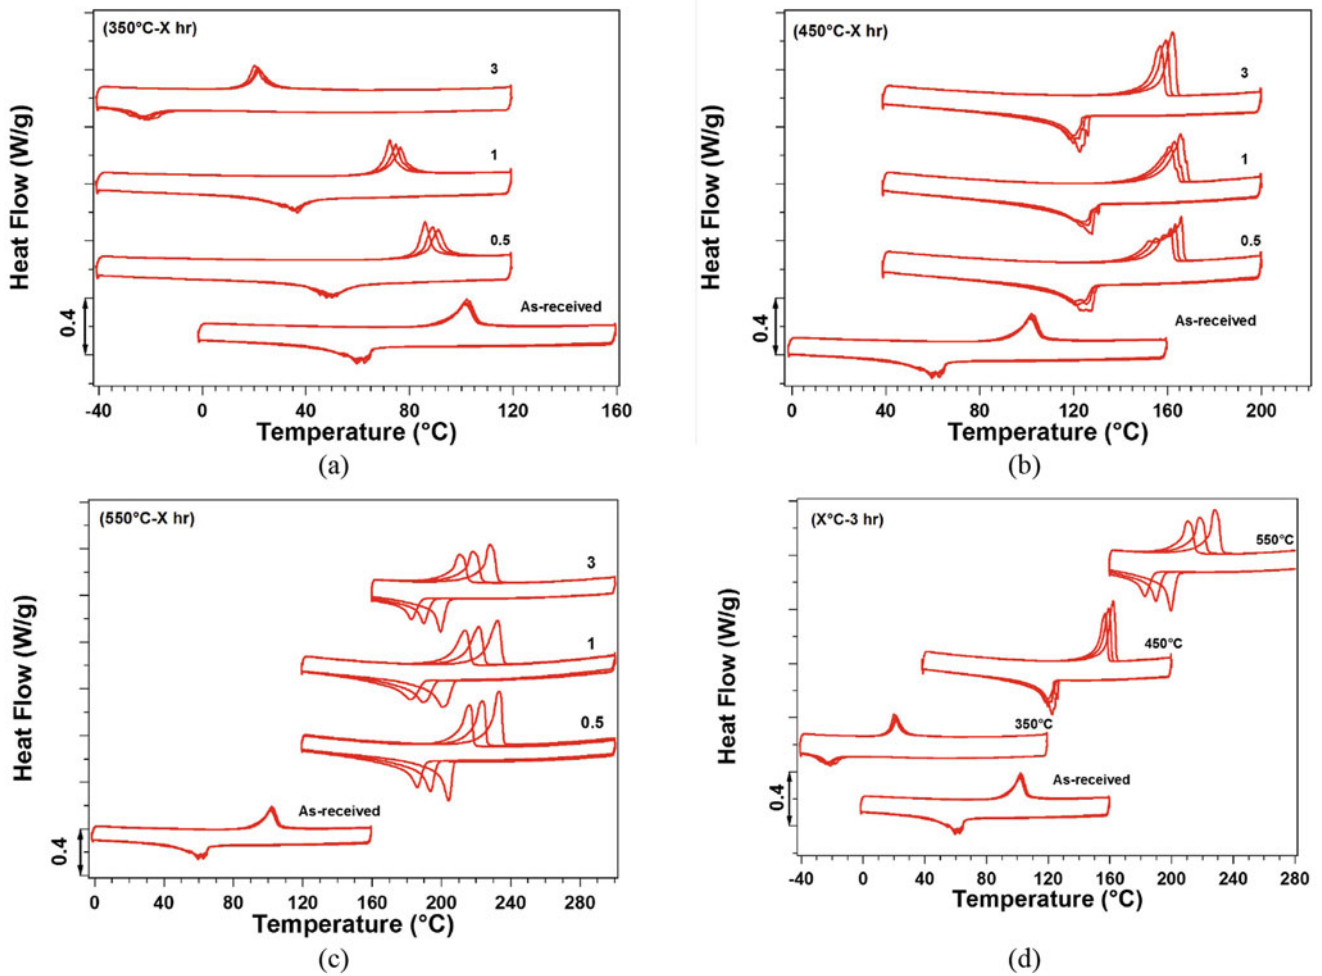 (350°C-X hr)
3
1
0.5
As-received
0.4
Heat Flow (W/g)
-40 0 40 80 120 160
Temperature (°C)
(a)
(450°C-X hr)
3
1
0.5
As-received
0.4
Heat Flow (W/g)
0 40 80 120 160 200
Temperature (°C)
(b)
(550°C-X hr)
3
1
0.5
As-received
0.4
Heat Flow (W/g)
0 40 80 120 160 200 240 280
Temperature (°C)
(c)
(X°C-3 hr)
550°C
450°C
350°C
As-received
0.4
Heat Flow (W/g)
-40 0 40 80 120 160 200 240 280
Temperature (°C)
(d)